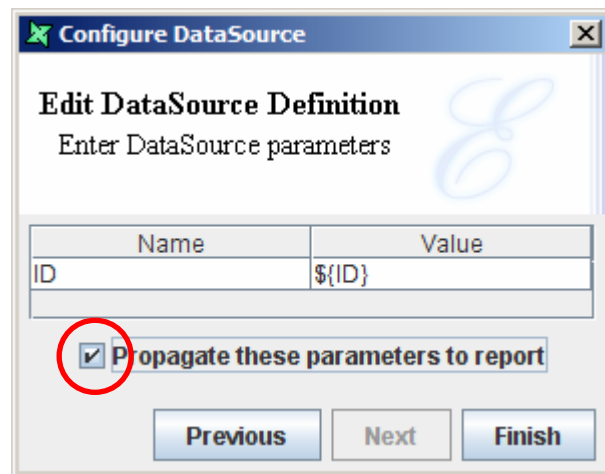 Configure DataSource
Edit DataSource Definition
Enter DataSource parameters
Name Value
ID ${ID}
Propagate these parameters to report
Previous Next Finish